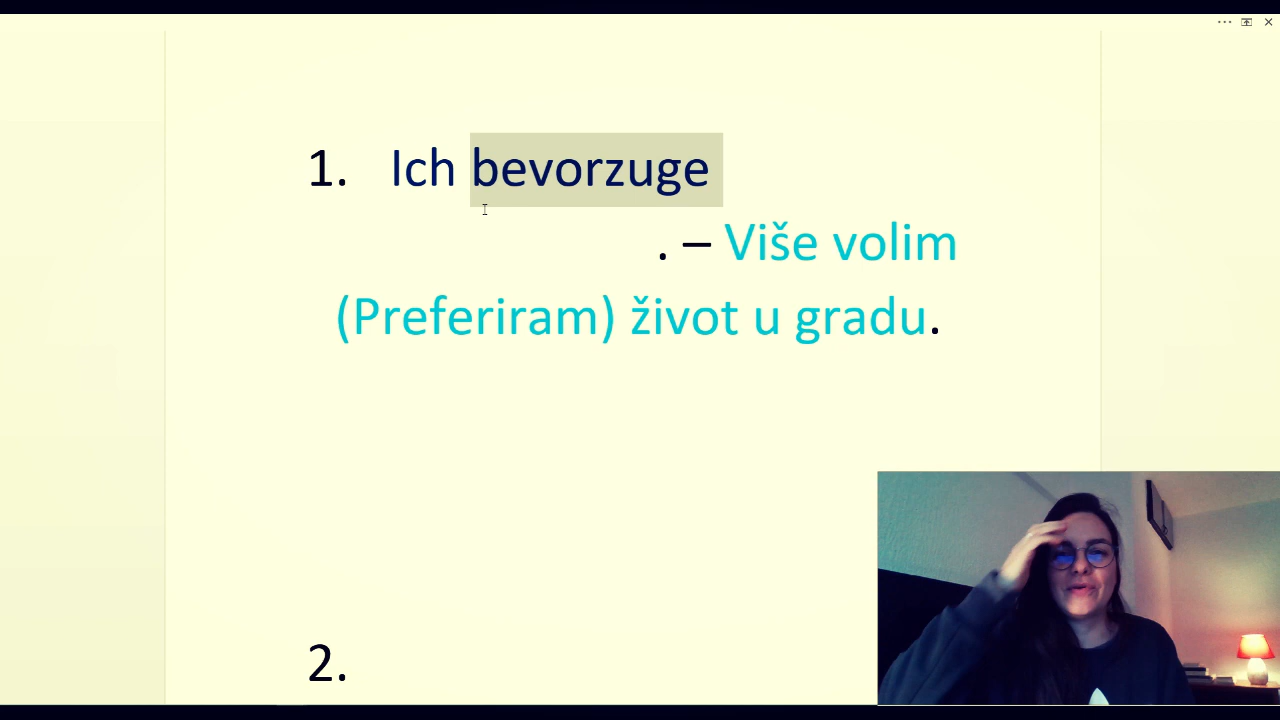 1. Ich bevorzuge
. – Više volim
(Preferiram) život u gradu.
2.